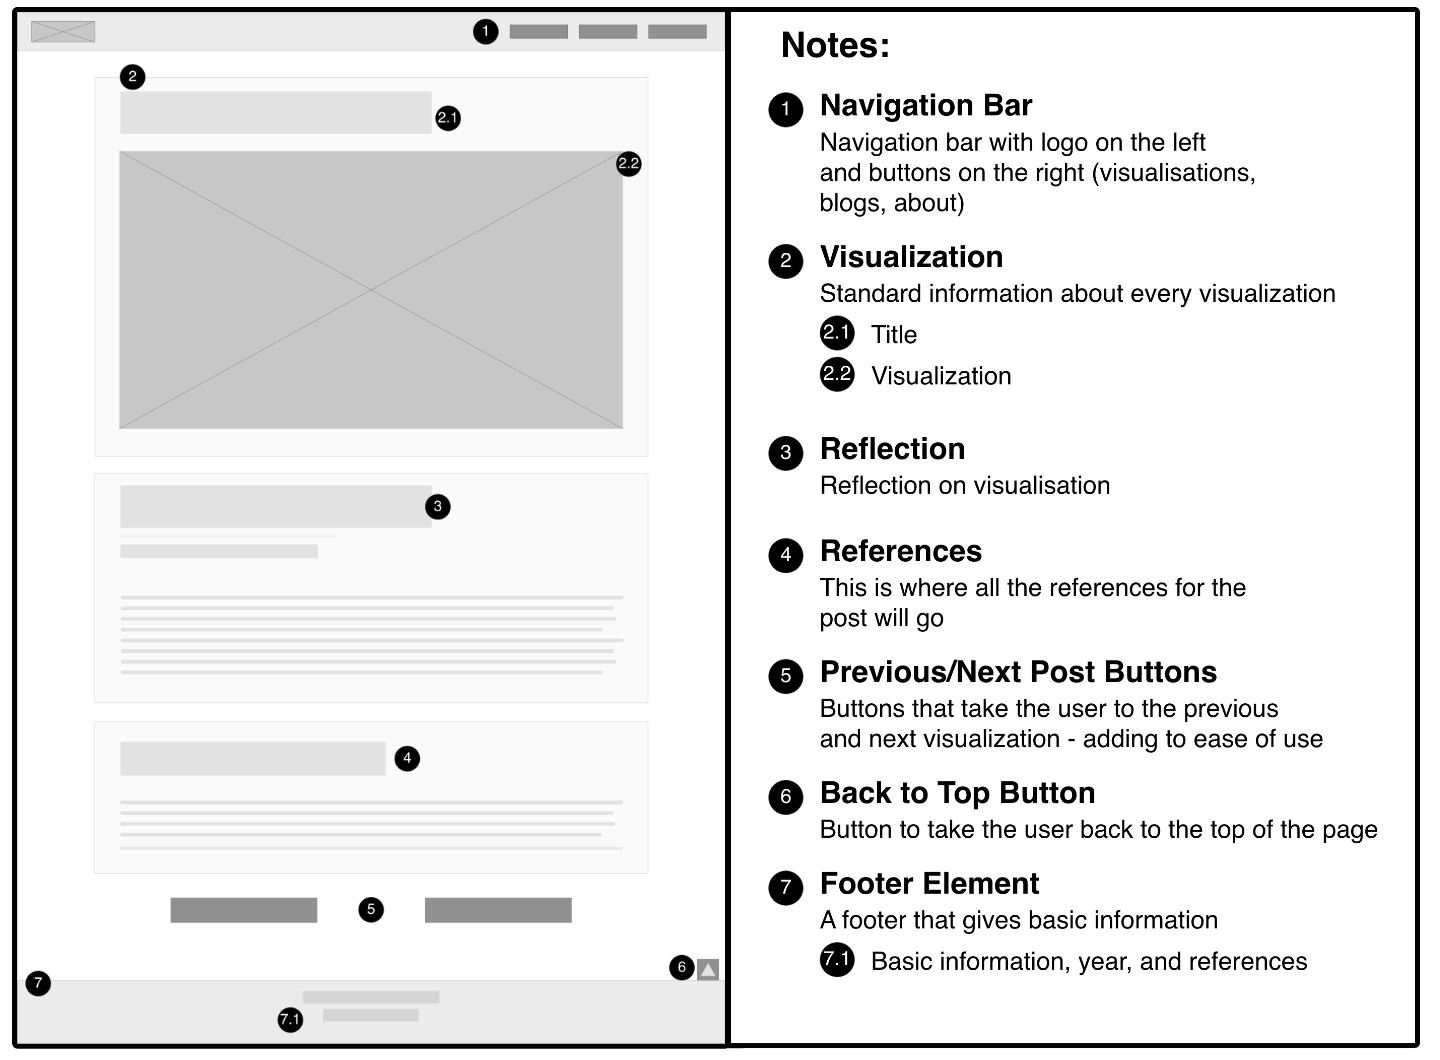 1
2
2.1
2.2
3
4
5
6
7
7.1
Notes:
1 Navigation Bar
Navigation bar with logo on the left
and buttons on the right (visualisations,
blogs, about)
2 Visualization
Standard information about every visualization
2.1 Title
2.2 Visualization
3 Reflection
Reflection on visualisation
4 References
This is where all the references for the
post will go
5 Previous/Next Post Buttons
Buttons that take the user to the previous
and next visualization - adding to ease of use
6 Back to Top Button
Button to take the user back to the top of the page
7 Footer Element
A footer that gives basic information
7.1 Basic information, year, and references